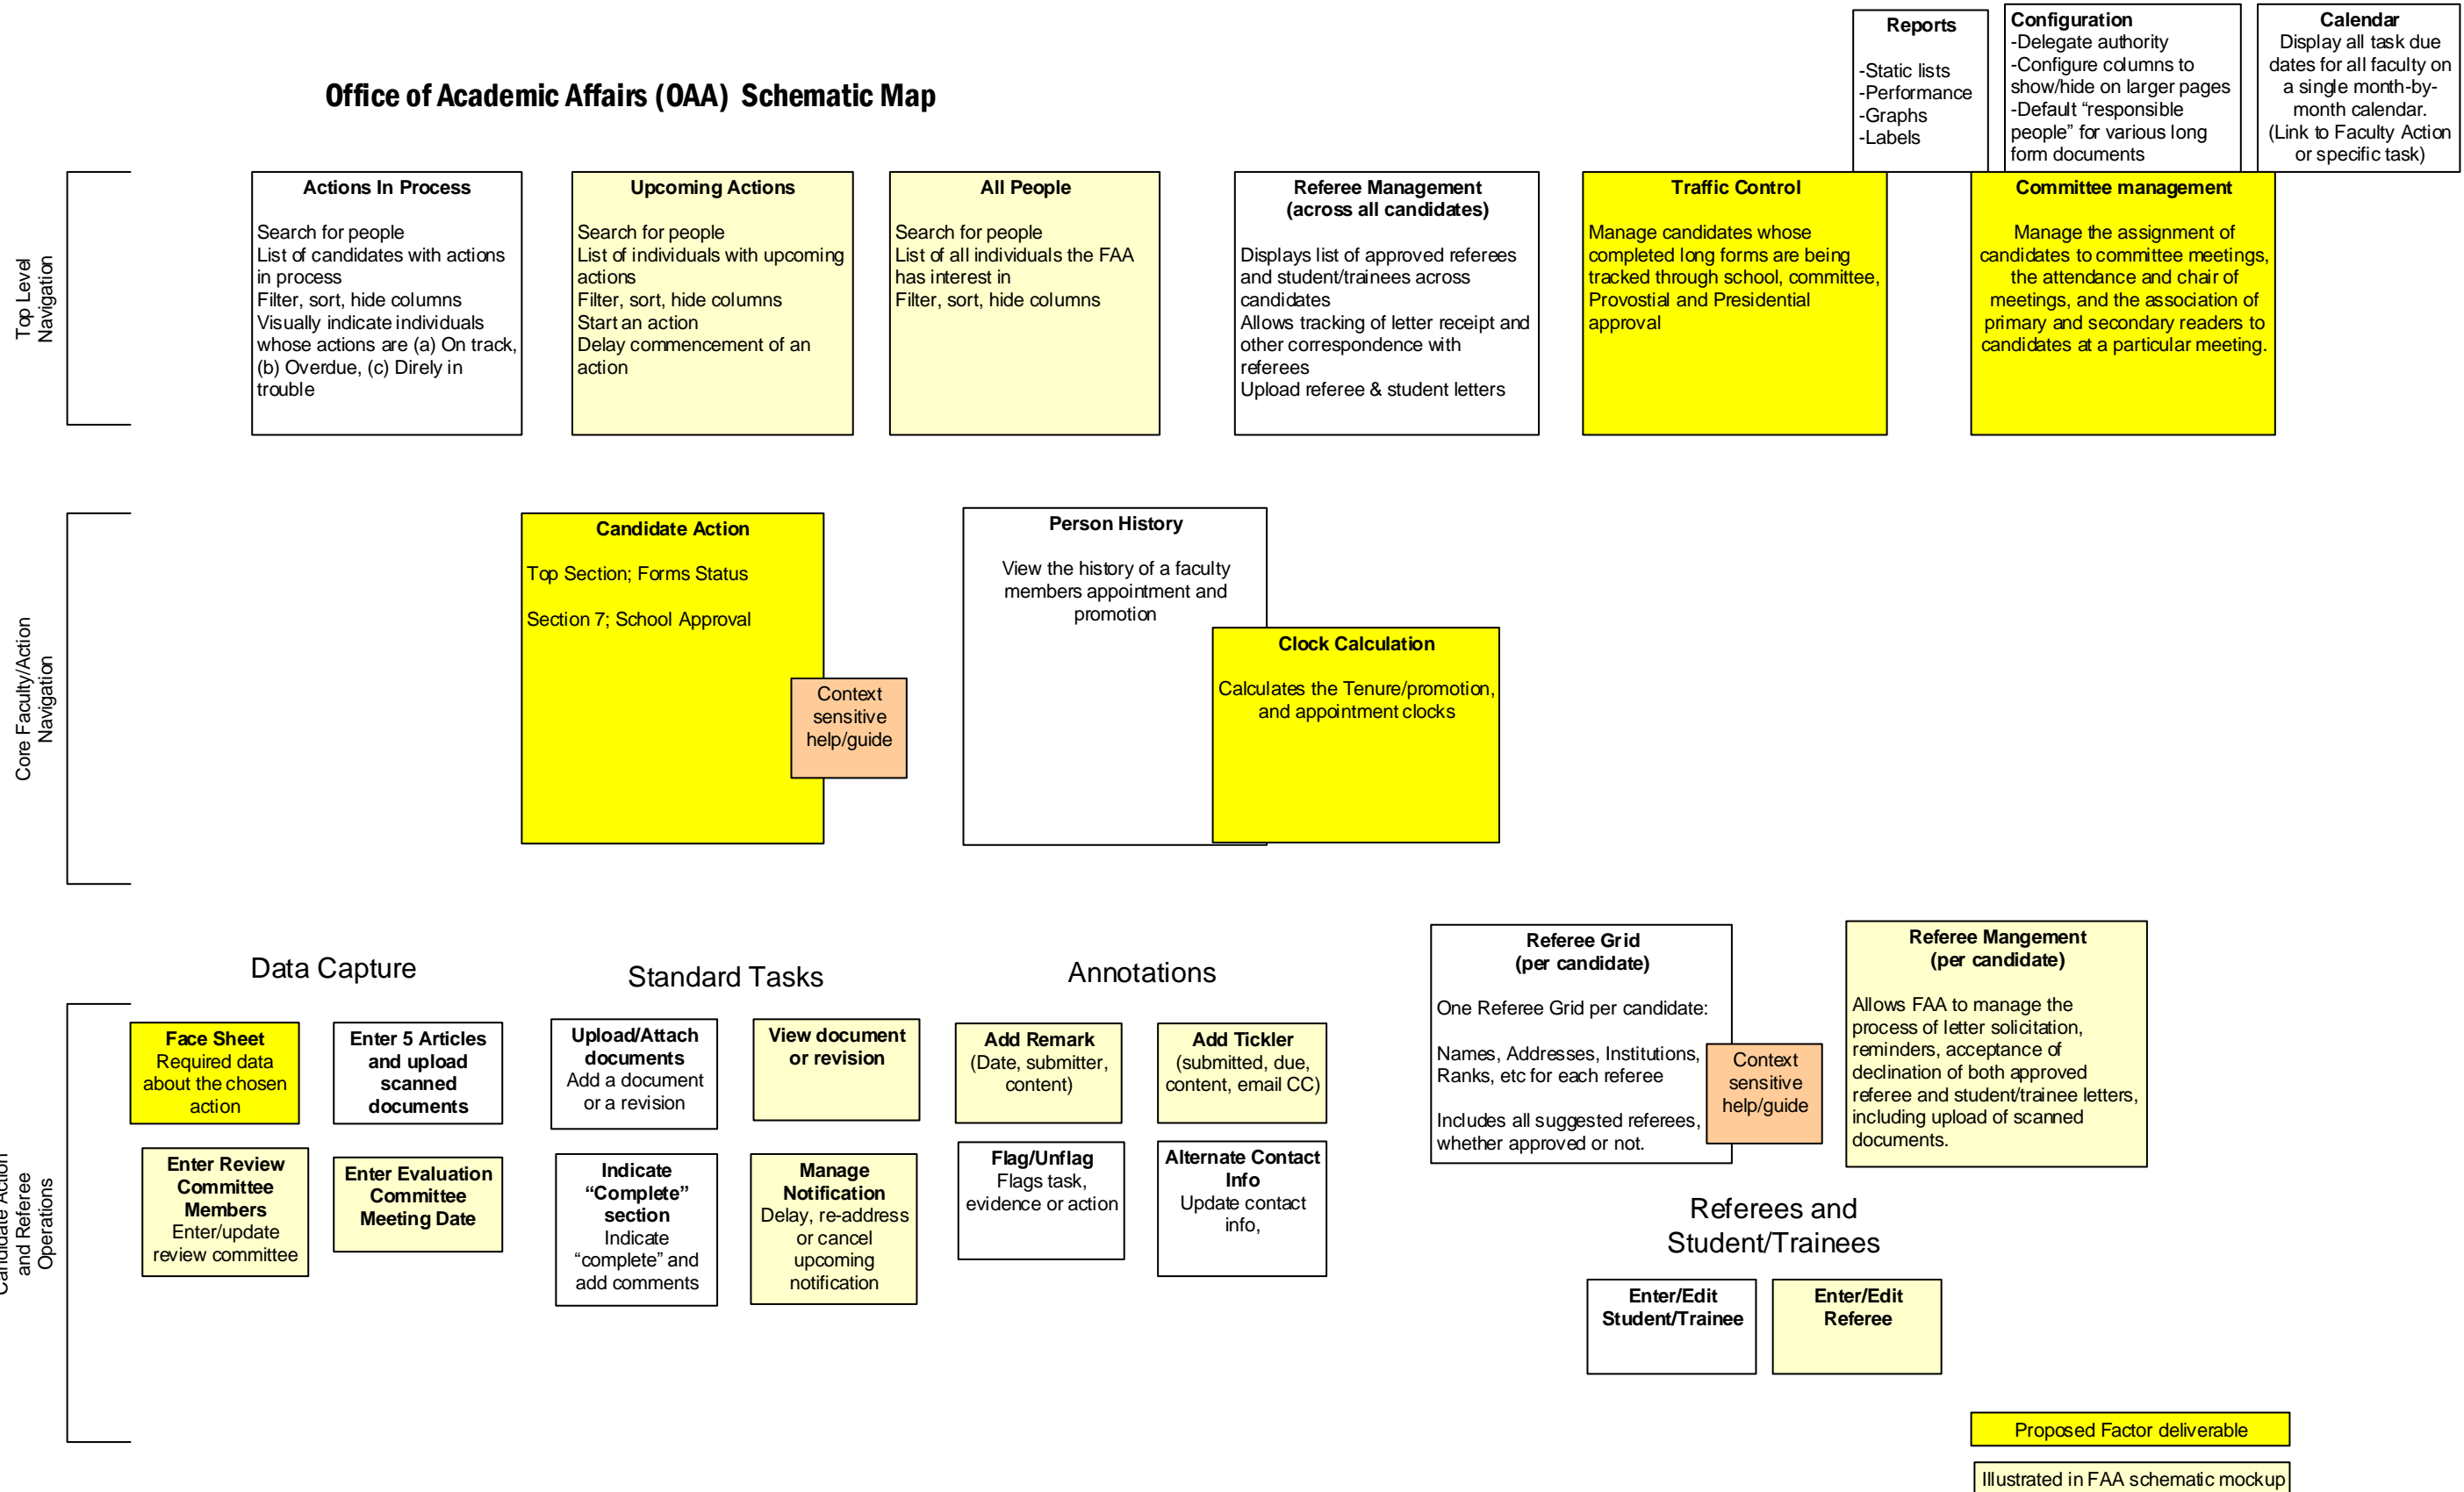 Office of Academic Affairs (OAA)  Schematic Map
Reports
-Static lists
-Performance
-Graphs
-Labels
Configuration
-Delegate authority
-Configure columns to
show/hide on larger pages
-Default “responsible
people” for various long
form documents
Calendar
Display all task due
dates for all faculty on
a single month-by-
month calendar.
(Link to Faculty Action
or specific task)
Top Level
Navigation
Actions In Process
Search for people
List of candidates with actions
in process
Filter, sort, hide columns
Visually indicate individuals
whose actions are (a) On track,
(b) Overdue, (c) Direly in
trouble
Upcoming Actions
Search for people
List of individuals with upcoming
actions
Filter, sort, hide columns
Start an action
Delay commencement of an
action
All People
Search for people
List of all individuals the FAA
has interest in
Filter, sort, hide columns
Referee Management
(across all candidates)
Displays list of approved referees
and student/trainees across
candidates
Allows tracking of letter receipt and
other correspondence with
referees
Upload referee & student letters
Traffic Control
Manage candidates whose
completed long forms are being
tracked through school, committee,
Provostial and Presidential
approval
Committee management
Manage the assignment of
candidates to committee meetings,
the attendance and chair of
meetings, and the association of
primary and secondary readers to
candidates at a particular meeting.
Core Faculty/Action
Navigation
Candidate Action
Top Section; Forms Status
Section 7; School Approval
Context
sensitive
help/guide
Person History
View the history of a faculty
members appointment and
promotion
Clock Calculation
Calculates the Tenure/promotion,
and appointment clocks
Candidate Action
and Referee
Operations
Data Capture
Face Sheet
Required data
about the chosen
action
Enter 5 Articles
and upload
scanned
documents
Enter Review
Committee
Members
Enter/update
review committee
Enter Evaluation
Committee
Meeting Date
Standard Tasks
Upload/Attach
documents
Add a document
or a revision
View document
or revision
Indicate
“Complete”
section
Indicate
“complete” and
add comments
Manage
Notification
Delay, re-address
or cancel
upcoming
notification
Annotations
Add Remark
(Date, submitter,
content)
Add Tickler
(submitted, due,
content, email CC)
Flag/Unflag
Flags task,
evidence or action
Alternate Contact
Info
Update contact
info,
Referee Grid
(per candidate)
One Referee Grid per candidate:
Names, Addresses, Institutions,
Ranks, etc for each referee
Includes all suggested referees,
whether approved or not.
Context
sensitive
help/guide
Referee Mangement
(per candidate)
Allows FAA to manage the
process of letter solicitation,
reminders, acceptance of
declination of both approved
referee and student/trainee letters,
including upload of scanned
documents.
Referees and
Student/Trainees
Enter/Edit
Student/Trainee
Enter/Edit
Referee
Proposed Factor deliverable
Illustrated in FAA schematic mockup